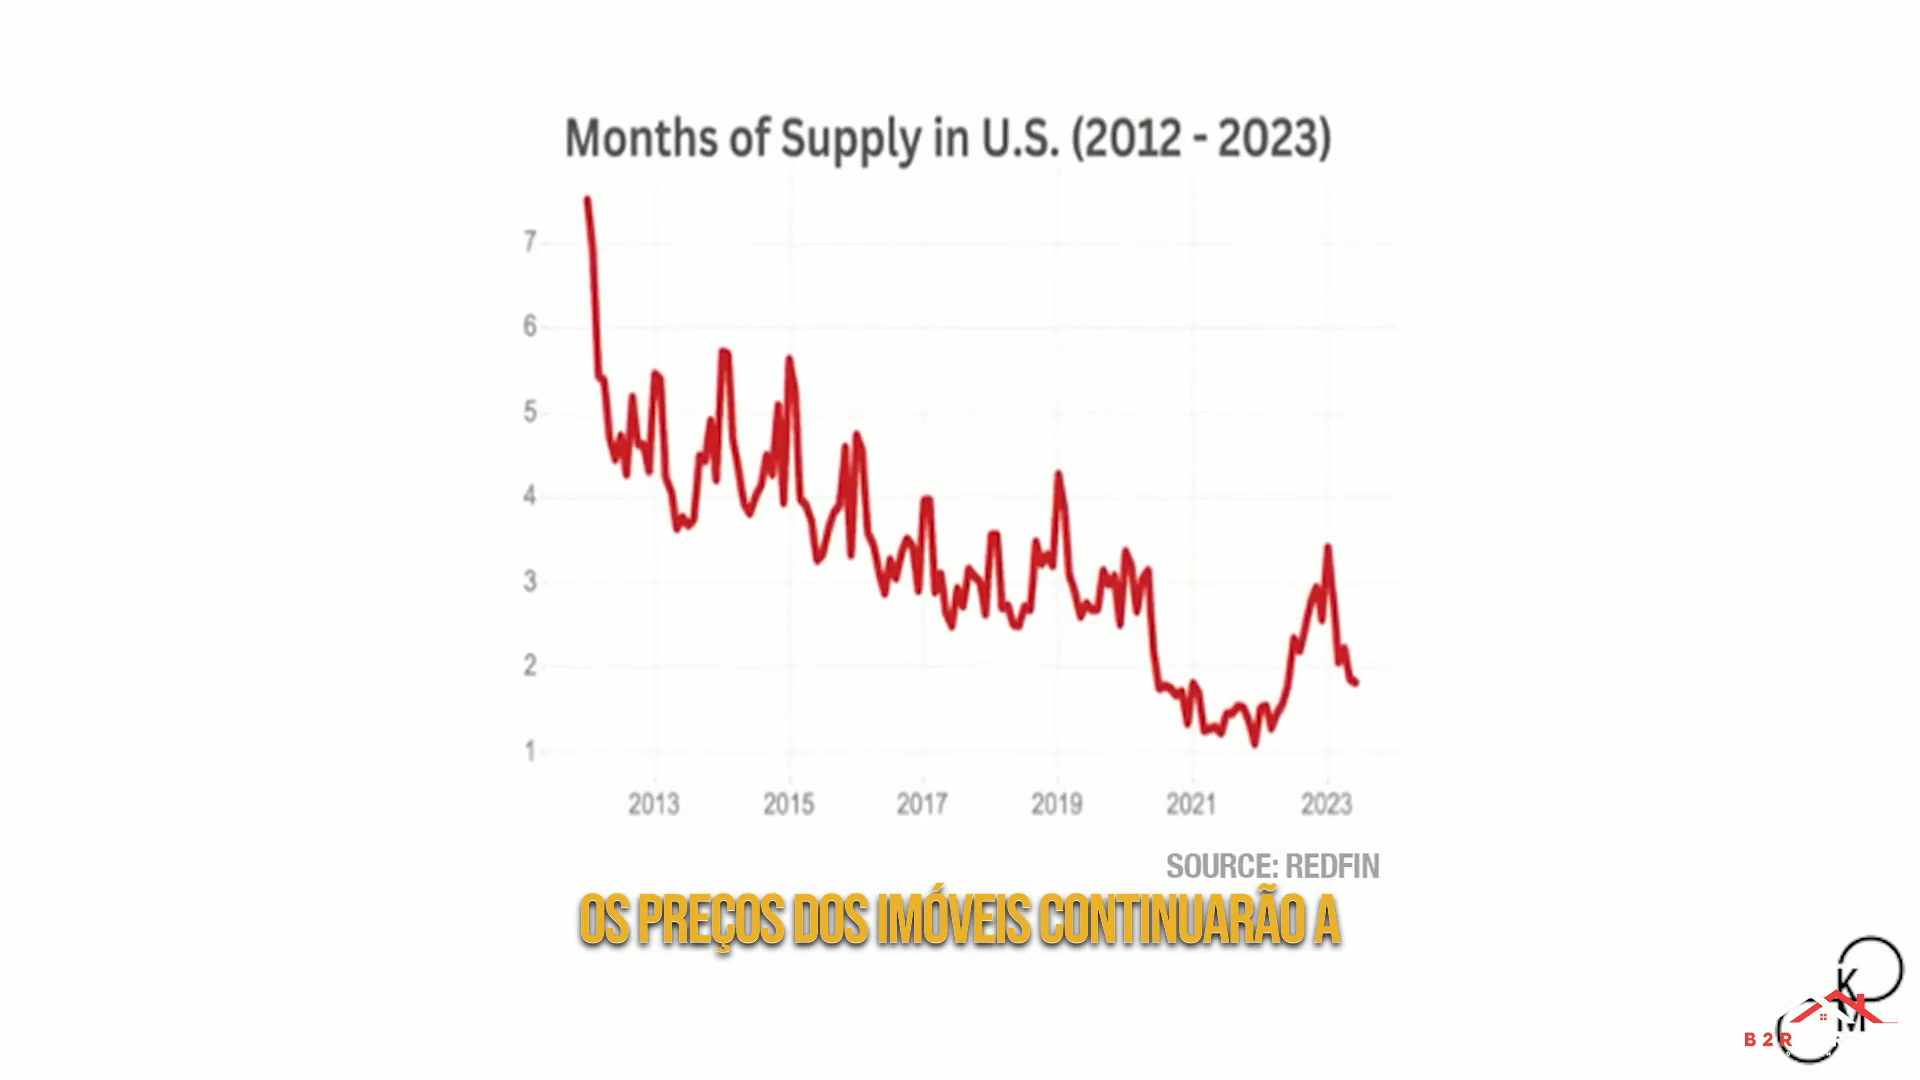 Months of Supply in U.S. (2012 - 2023)
7
6
5
4
3
2
1
2013 2015 2017 2019 2021 2023
SOURCE: REDFIN
OS PREÇOS DOS IMÓVEIS CONTINUARÃO A
K
M
B2R